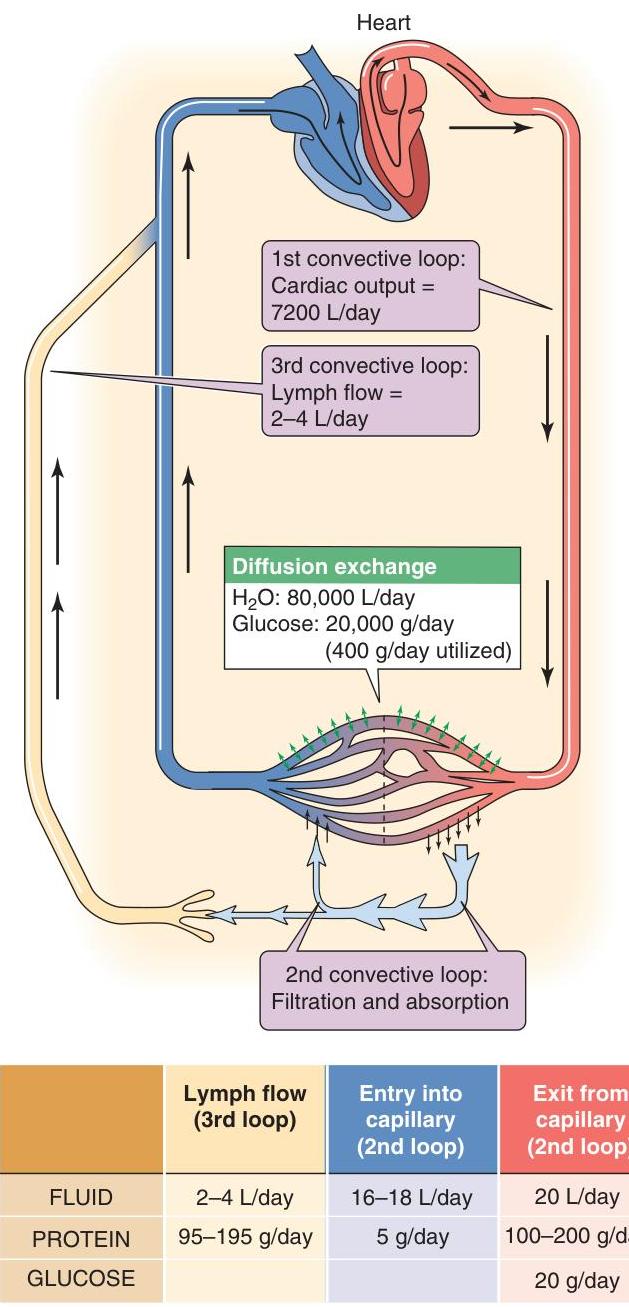 Heart
1st convective loop:
Cardiac output =
7200 L/day
3rd convective loop:
Lymph flow =
2–4 L/day
Diffusion exchange
H₂O: 80,000 L/day
Glucose: 20,000 g/day
(400 g/day utilized)
2nd convective loop:
Filtration and absorption
Lymph flow
(3rd loop)
Entry into
capillary
(2nd loop)
Exit from
capillary
(2nd loop
FLUID 2–4 L/day 16–18 L/day 20 L/day
PROTEIN 95–195 g/day 5 g/day 100–200 g/d
GLUCOSE 20 g/day